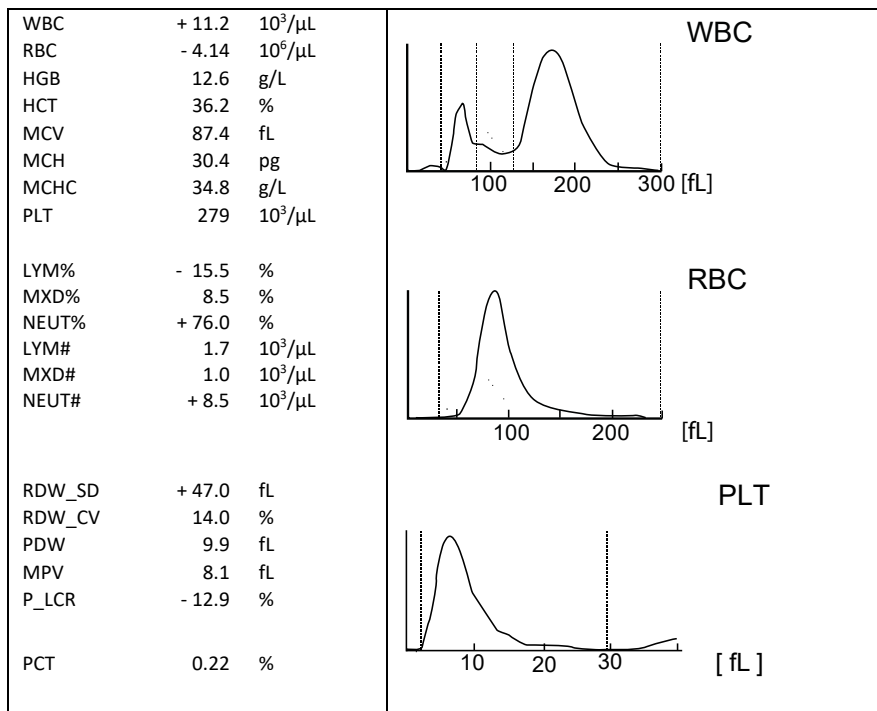 WBC + 11.2 10³/µL
RBC - 4.14 10⁶/µL
HGB 12.6 g/L
HCT 36.2 %
MCV 87.4 fL
MCH 30.4 pg
MCHC 34.8 g/L
PLT 279 10³/µL
LYM% - 15.5 %
MXD% 8.5 %
NEUT% + 76.0 %
LYM# 1.7 10³/µL
MXD# 1.0 10³/µL
NEUT# + 8.5 10³/µL
RDW_SD + 47.0 fL
RDW_CV 14.0 %
PDW 9.9 fL
MPV 8.1 fL
P_LCR - 12.9 %
PCT 0.22 %
WBC
100 200 300 [fL]
RBC
100 200 [fL]
PLT
10 20 30 [ fL ]